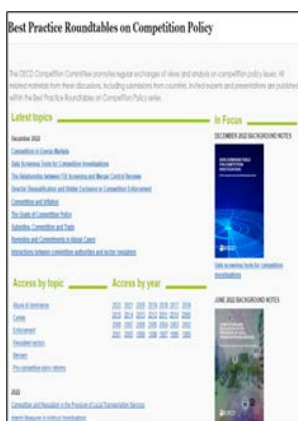 Best Practice Roundtables on Competition Policy
The OECD Competition Committee promotes regular exchanges of views and analysis on competition policy issues. All
related materials from these discussions, including submissions from countries, invited experts and presentations are published
within the Best Practice Roundtables on Competition Policy series.
Latest topics
December 2022
Competition in Energy Markets
Data Screening Tools for Competition Investigations
The Relationship between FDI Screening and Merger Control Reviews
Director Disqualification and Bidder Exclusion in Competition Enforcement
Competition and Inflation
The Goals of Competition Policy
Subsidies, Competition and Trade
Remedies and Commitments in Abuse Cases
Interactions between competition authorities and sector regulators
Access by topic
Abuse of dominance
Cartels
Enforcement
Regulated sectors
Mergers
Pro-competitive policy reforms
Access by year
2022
Competition and Regulation in the Provision of Local Transportation Services
Interim Measures in Antitrust Investigations
In Focus
DECEMBER 2022 BACKGROUND NOTES
DATA SCREENING TOOLS FOR
COMPETITION
INVESTIGATIONS
Data screening tools for competition
investigations
JUNE 2022 BACKGROUND NOTES